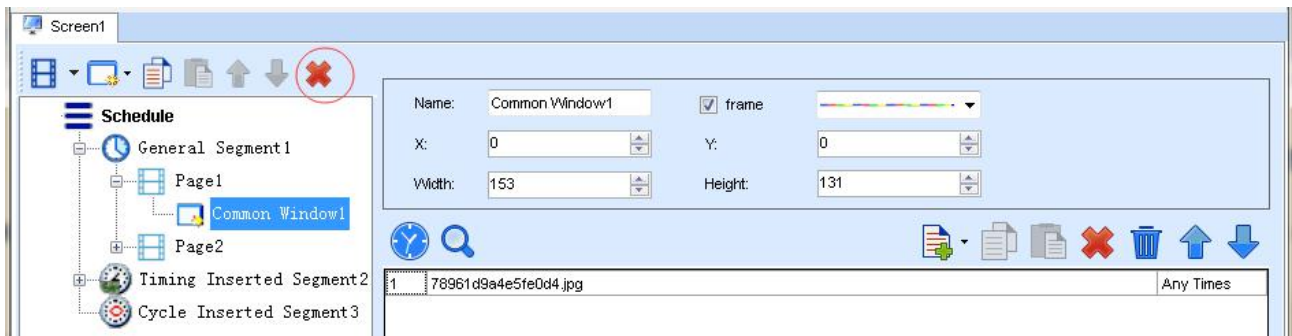 Screen1
Schedule
General Segment1
Page1
Common Window1
Page2
Timing Inserted Segment2
Cycle Inserted Segment3
Name: Common Window1 frame
X: 0 Y: 0
Width: 153 Height: 131
1 78961d9a4e5fe0d4.jpg Any Times